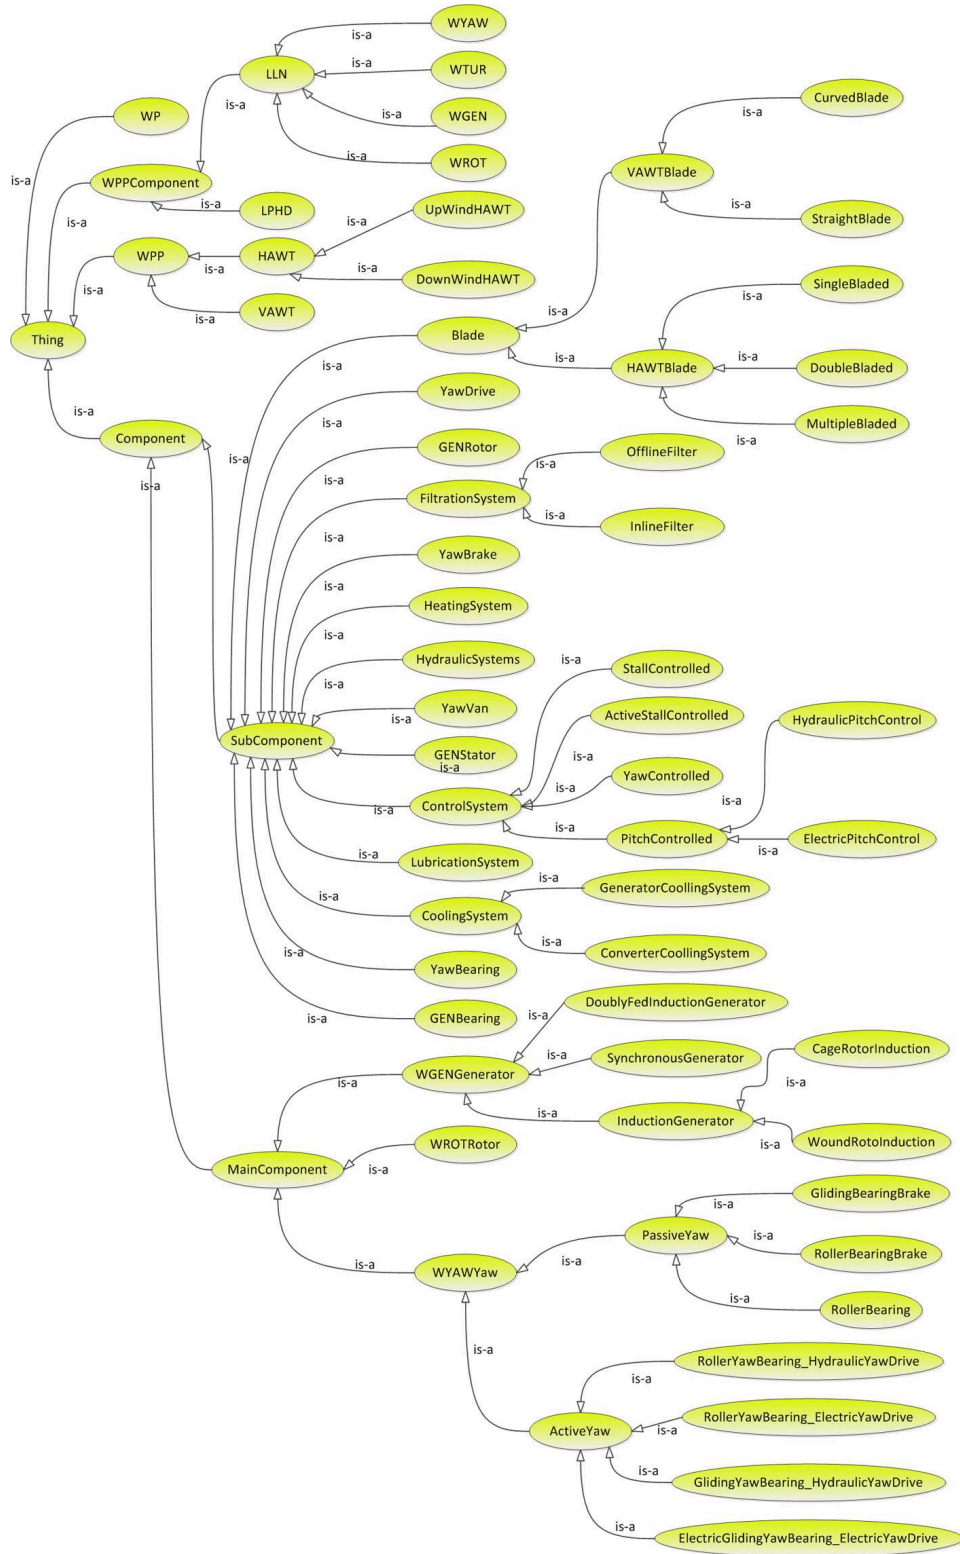 WYAW
is-a
LLN
is-a
WTUR
is-a
is-a
WGEN
WP
is-a
WROT
is-a
WPPComponent
is-a
LPHD
UpWindHAWT
is-a
WPP
is-a
HAWT
is-a
DownWindHAWT
is-a
VAWT
Thing
CurvedBlade
is-a
VAWTBlade
is-a
StraightBlade
SingleBladed
is-a
is-a
Blade
is-a
HAWTBlade
is-a
DoubleBladed
is-a
MultipleBladed
is-a
Component
is-a
is-a
YawDrive
is-a
GENRotor
is-a
is-a
OfflineFilter
is-a
FiltrationSystem
is-a
InlineFilter
is-a
YawBrake
is-a
HeatingSystem
is-a
HydraulicSystems
is-a
YawVan
is-a
SubComponent
GENStator
is-a
StallControlled
is-a
ActiveStallControlled
is-a
YawControlled
is-a
ControlSystem
is-a
is-a
PitchControlled
HydraulicPitchControl
is-a
ElectricPitchControl
is-a
LubricationSystem
is-a
GeneratorCoollingSystem
is-a
CoolingSystem
is-a
is-a
ConverterCoollingSystem
YawBearing
is-a
GENBearing
is-a
DoublyFedInductionGenerator
is-a
SynchronousGenerator
is-a
WGENGenerator
is-a
CageRotorInduction
is-a
InductionGenerator
is-a
WoundRotoInduction
is-a
WROTRotor
is-a
MainComponent
GlidingBearingBrake
is-a
PassiveYaw
is-a
RollerBearingBrake
is-a
RollerBearing
is-a
WYAWYaw
is-a
is-a
RollerYawBearing_HydraulicYawDrive
is-a
RollerYawBearing_ElectricYawDrive
is-a
ActiveYaw
GlidingYawBearing_HydraulicYawDrive
is-a
ElectricGlidingYawBearing_ElectricYawDrive
is-a